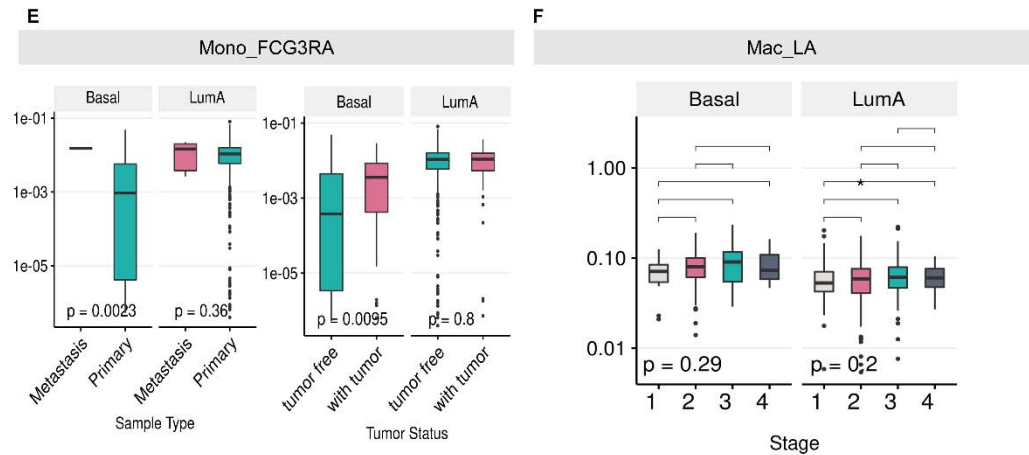 E
Mono_FCG3RA
Basal LumA
1e-01
1e-03
1e-05
p = 0.0023 p = 0.36
Metastasis Primary Metastasis Primary
Sample Type
Basal LumA
1e-01
1e-03
1e-05
p = 0.0095 p = 0.8
tumor free with tumor tumor free with tumor
Tumor Status
F
Mac_LA
Basal LumA
1.00
0.10
0.01
*
p = 0.29 p = 0.2
1 2 3 4 1 2 3 4
Stage